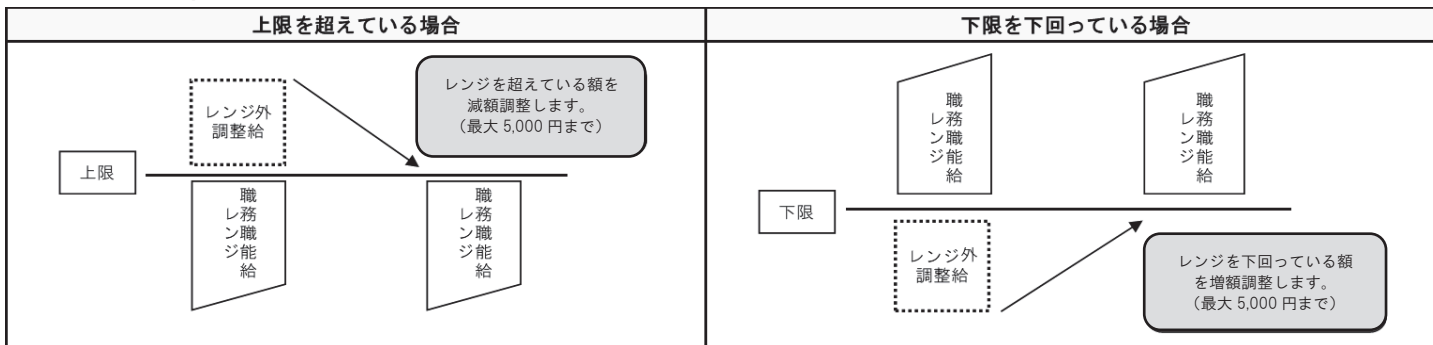 上限を超えている場合
レンジ外
調整給
レンジを超えている額を
減額調整します。
（最大 5,000 円まで）
上限
職務職能給
レンジ
職務職能給
レンジ
下限を下回っている場合
職務職能給
レンジ
職務職能給
レンジ
下限
レンジ外
調整給
レンジを下回っている額
を増額調整します。
（最大 5,000 円まで）